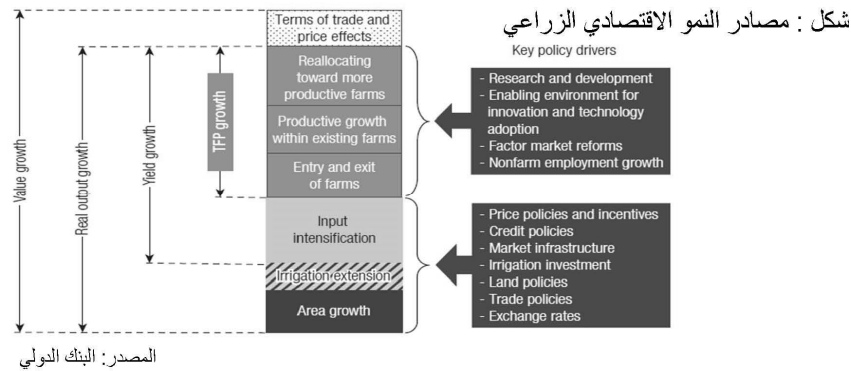 شكل : مصادر النمو الاقتصادي الزراعي
Key policy drivers
Value growth
Real output growth
Yield growth
TFP growth
Terms of trade and
price effects
Reallocating
toward more
productive farms
Productive growth
within existing farms
Entry and exit
of farms
Input
intensification
Irrigation extension
Area growth
- Research and development
- Enabling environment for
innovation and technology
adoption
- Factor market reforms
- Nonfarm employment growth
- Price policies and incentives
- Credit policies
- Market infrastructure
- Irrigation investment
- Land policies
- Trade policies
- Exchange rates
المصدر: البنك الدولي